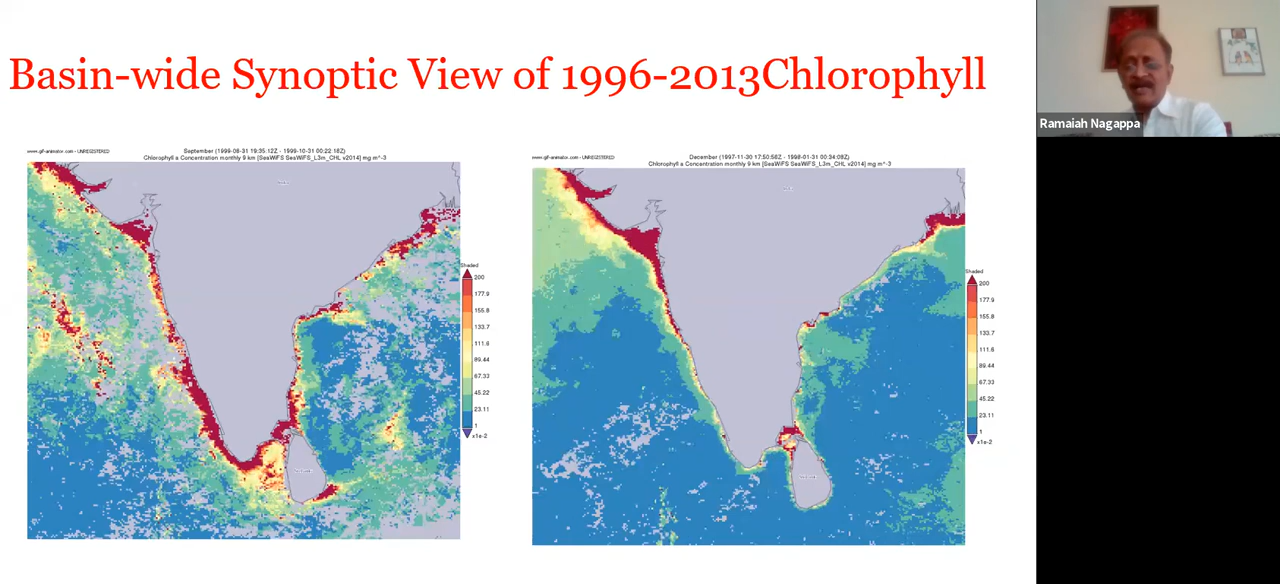 Basin-wide Synoptic View of 1996-2013Chlorophyll
Ramaiah Nagappa
www.gif-animator.com - UNREGISTERED
September (1999-08-31 19:35:12Z - 1999-10-31 00:22:18Z)
Chlorophyll a Concentration monthly 9 km [SeaWiFS SeaWiFS_L3m_CHL v2014] mg m^-3
Shaded
200
177.9
155.8
133.7
111.6
89.44
67.33
45.22
23.11
1
x1e-2
www.gif-animator.com - UNREGISTERED
December (1997-11-30 17:50:58Z - 1998-01-31 00:34:08Z)
Chlorophyll a Concentration monthly 9 km [SeaWiFS SeaWiFS_L3m_CHL v2014] mg m^-3
Shaded
200
177.9
155.8
133.7
111.6
89.44
67.33
45.22
23.11
1
x1e-2